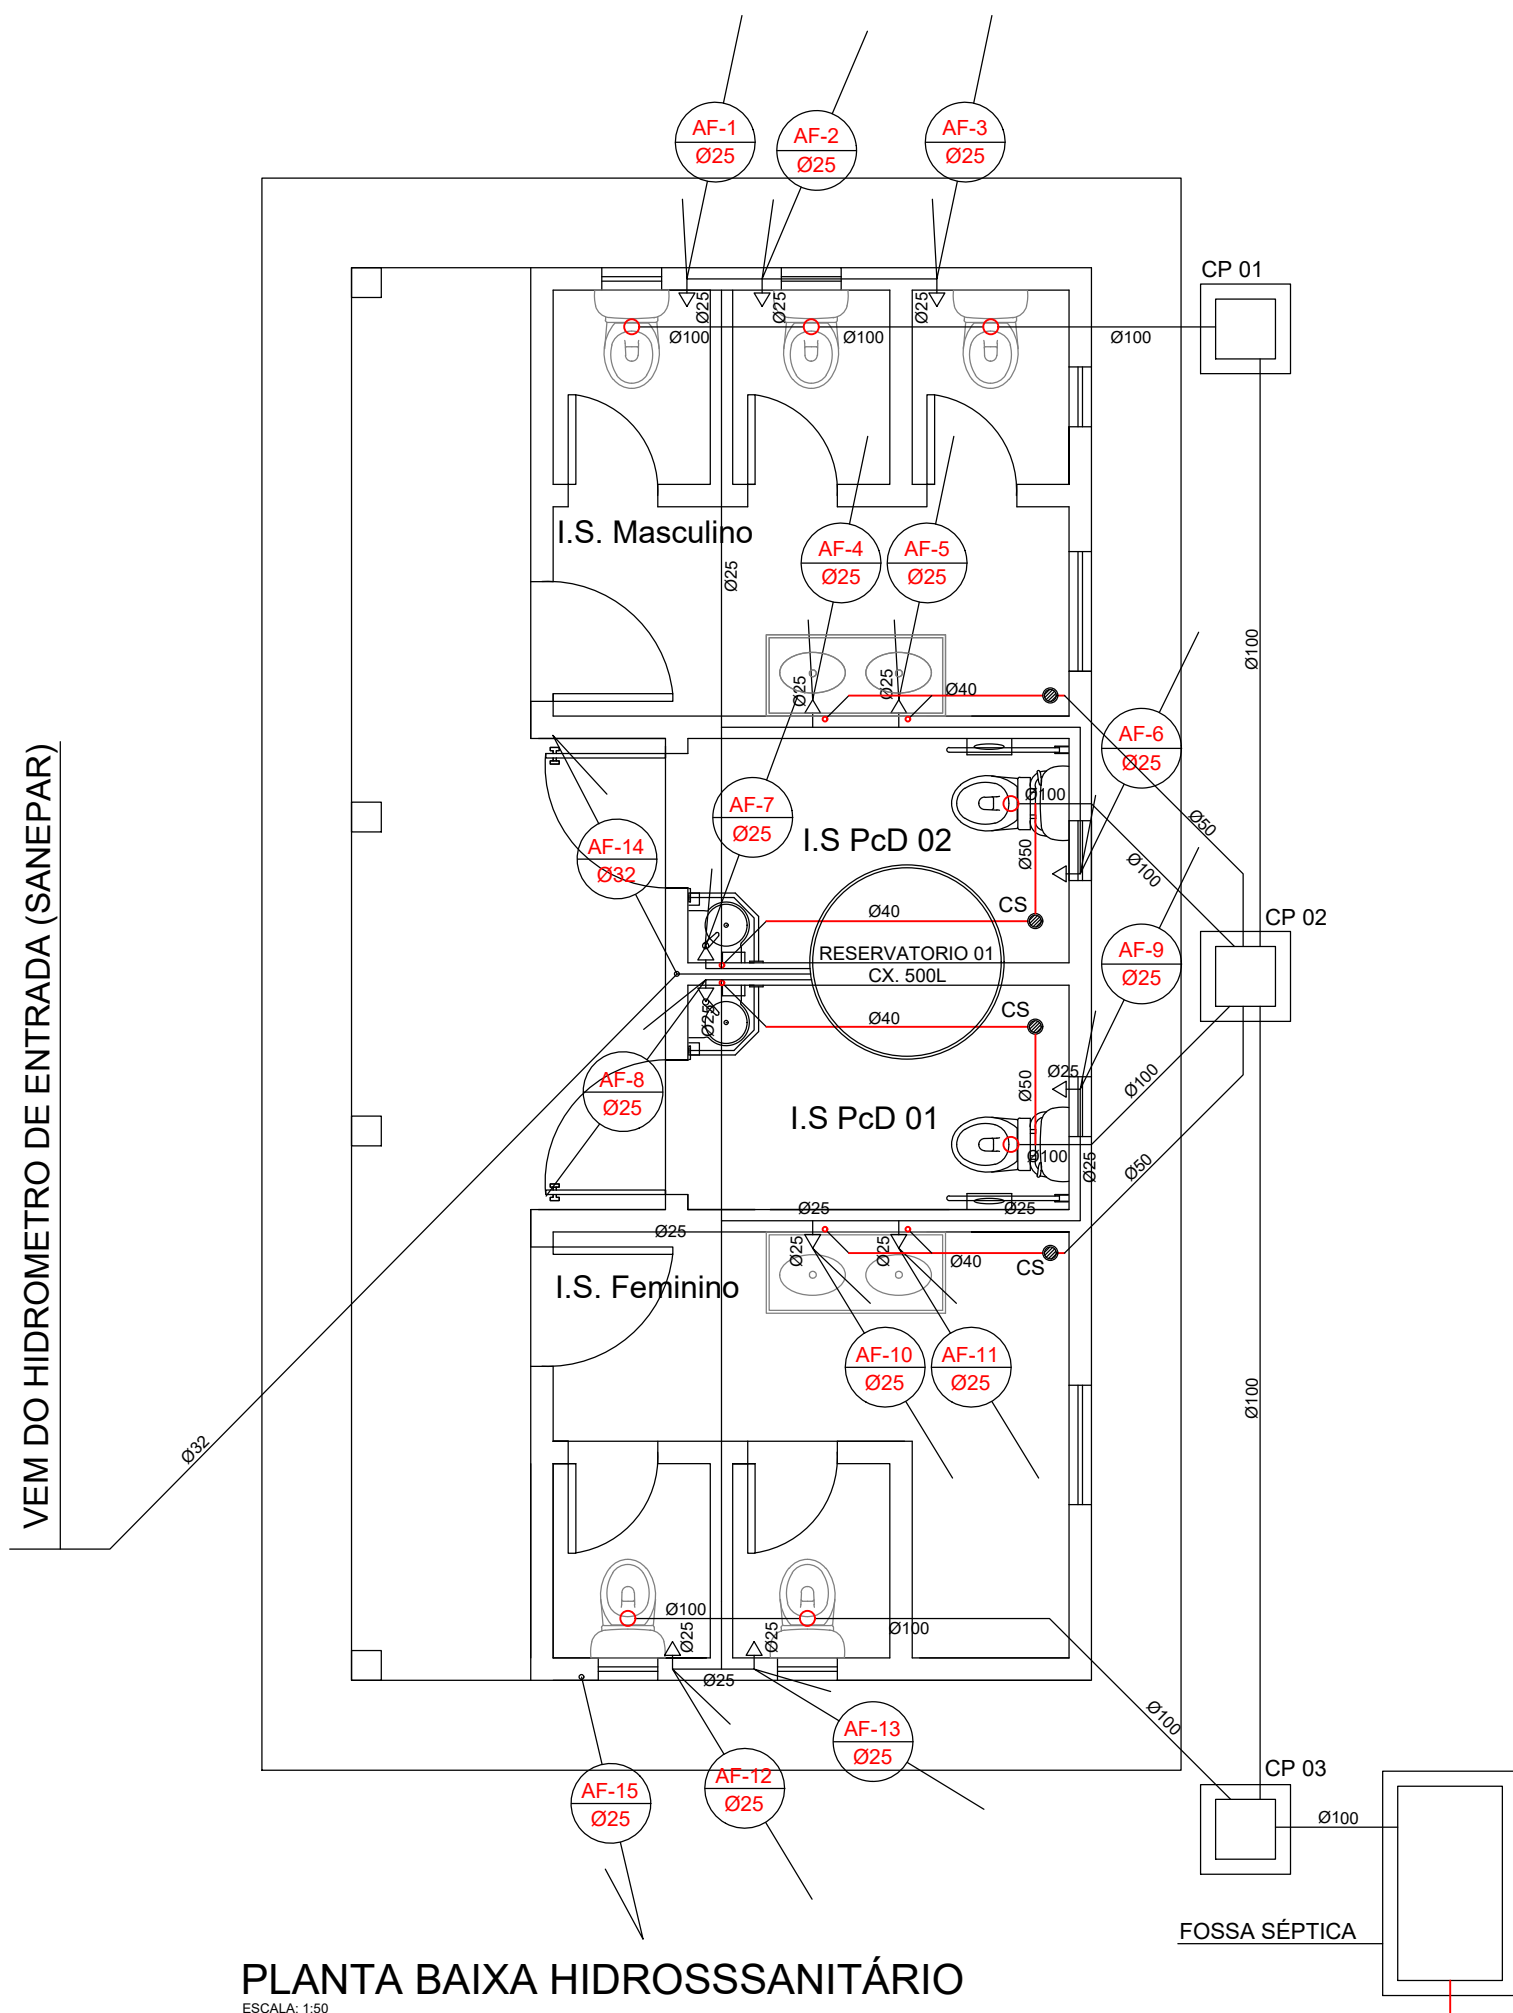 AF-1
Ø25
AF-2
Ø25
AF-3
Ø25
CP 01
Ø25
Ø25
Ø25
Ø100
Ø100
Ø100
I.S. Masculino
AF-4
Ø25
AF-5
Ø25
Ø25
Ø100
Ø25
Ø25
Ø40
AF-6
Ø25
AF-7
Ø25
Ø100
I.S PcD 02
Ø50
Ø50
Ø100
AF-14
Ø32
CS
Ø40
CP 02
RESERVATORIO 01
CX. 500L
AF-9
Ø25
CS
Ø40
Ø25
AF-8
Ø25
Ø25
Ø50
Ø100
I.S PcD 01
Ø100
Ø25
Ø50
Ø25
Ø25
Ø25
Ø25
Ø25
Ø40
CS
I.S. Feminino
AF-10
Ø25
AF-11
Ø25
Ø100
VEM DO HIDROMETRO DE ENTRADA (SANEPAR)
Ø32
Ø100
Ø100
Ø25
Ø25
Ø25
Ø100
AF-13
Ø25
AF-12
Ø25
AF-15
Ø25
CP 03
Ø100
FOSSA SÉPTICA
PLANTA BAIXA HIDROSSSANITÁRIO
ESCALA: 1:50